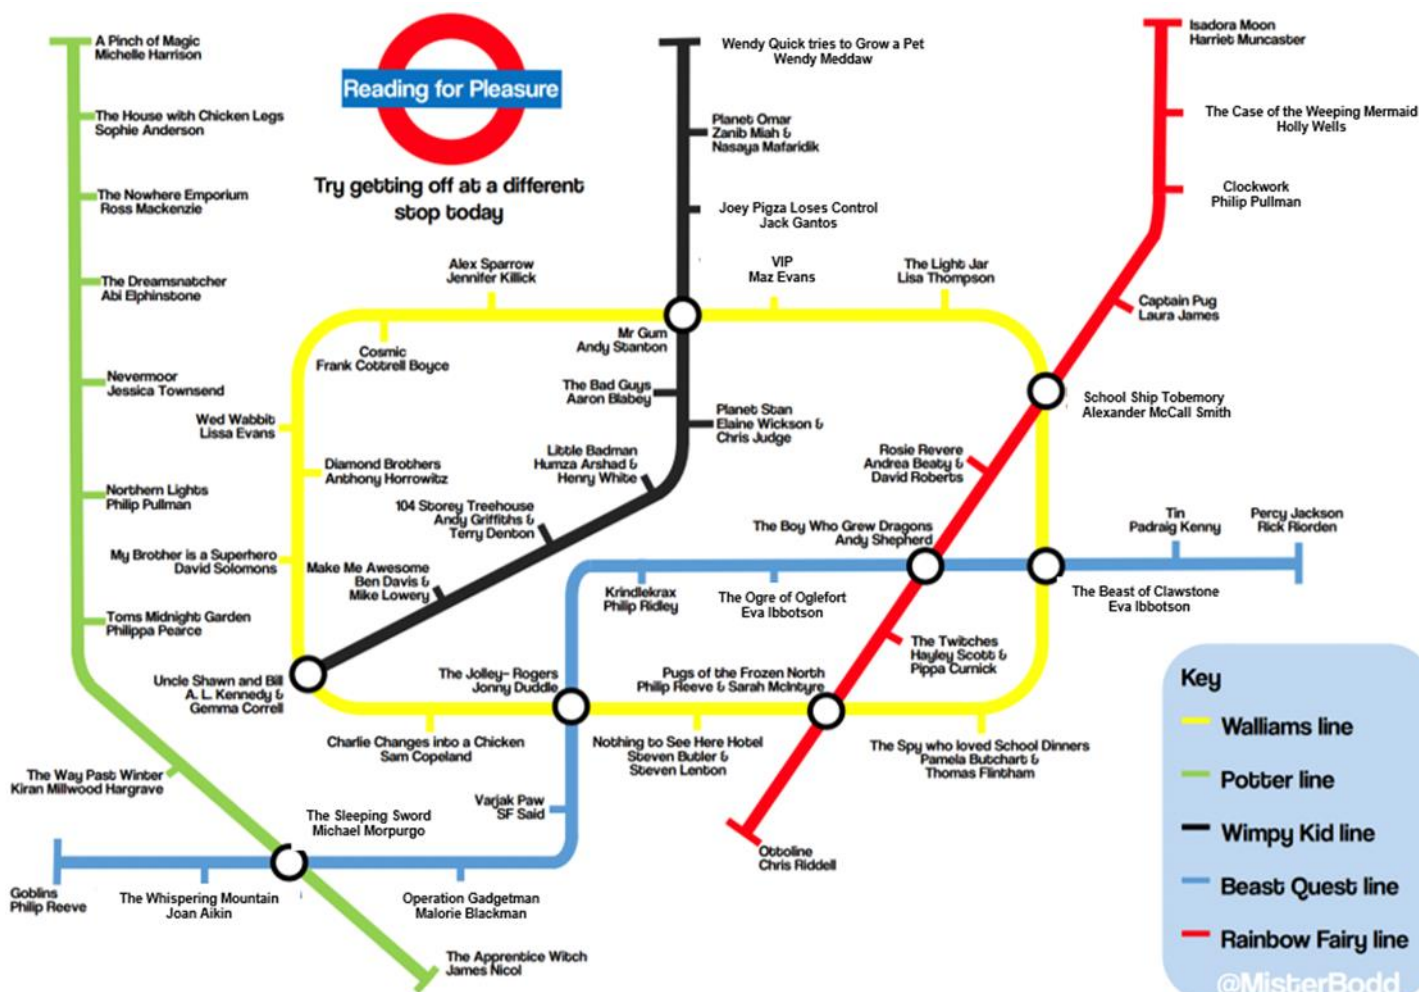 A Pinch of Magic
Michelle Harrison
The House with Chicken Legs
Sophie Anderson
The Nowhere Emporium
Ross Mackenzie
The Dreamsnatcher
Abi Elphinstone
Nevermoor
Jessica Townsend
Northern Lights
Philip Pullman
Toms Midnight Garden
Philippa Pearce
The Way Past Winter
Kiran Millwood Hargrave
The Sleeping Sword
Michael Morpurgo
The Apprentice Witch
James Nicol
Reading for Pleasure
Try getting off at a different
stop today
Wendy Quick tries to Grow a Pet
Wendy Meddaw
Planet Omar
Zanib Miah &
Nasaya Mafaridik
Joey Pigza Loses Control
Jack Gantos
Mr Gum
Andy Stanton
The Bad Guys
Aaron Blabey
Planet Stan
Elaine Wickson &
Chris Judge
Little Badman
Humza Arshad &
Henry White
104 Storey Treehouse
Andy Griffiths &
Terry Denton
Make Me Awesome
Ben Davis &
Mike Lowery
Uncle Shawn and Bill
A. L. Kennedy &
Gemma Correll
Alex Sparrow
Jennifer Killick
VIP
Maz Evans
The Light Jar
Lisa Thompson
Cosmic
Frank Cottrell Boyce
Wed Wabbit
Lissa Evans
Diamond Brothers
Anthony Horrowitz
My Brother is a Superhero
David Solomons
Charlie Changes into a Chicken
Sam Copeland
The Jolley- Rogers
Jonny Duddle
Nothing to See Here Hotel
Steven Butler &
Steven Lenton
Pugs of the Frozen North
Philip Reeve & Sarah McIntyre
The Spy who loved School Dinners
Pamela Butchart &
Thomas Flintham
Isadora Moon
Harriet Muncaster
The Case of the Weeping Mermaid
Holly Wells
Clockwork
Philip Pullman
Captain Pug
Laura James
School Ship Tobemory
Alexander McCall Smith
Rosie Revere
Andrea Beaty &
David Roberts
The Boy Who Grew Dragons
Andy Shepherd
The Twitches
Hayley Scott &
Pippa Curnick
Ottoline
Chris Riddell
Tin
Padraig Kenny
Percy Jackson
Rick Riorden
The Beast of Clawstone
Eva Ibbotson
Krindlekrax
Philip Ridley
The Ogre of Oglefort
Eva Ibbotson
Varjak Paw
SF Said
Operation Gadgetman
Malorie Blackman
The Whispering Mountain
Joan Aikin
Goblins
Philip Reeve
Key
Walliams line
Potter line
Wimpy Kid line
Beast Quest line
Rainbow Fairy line
@MisterBodd